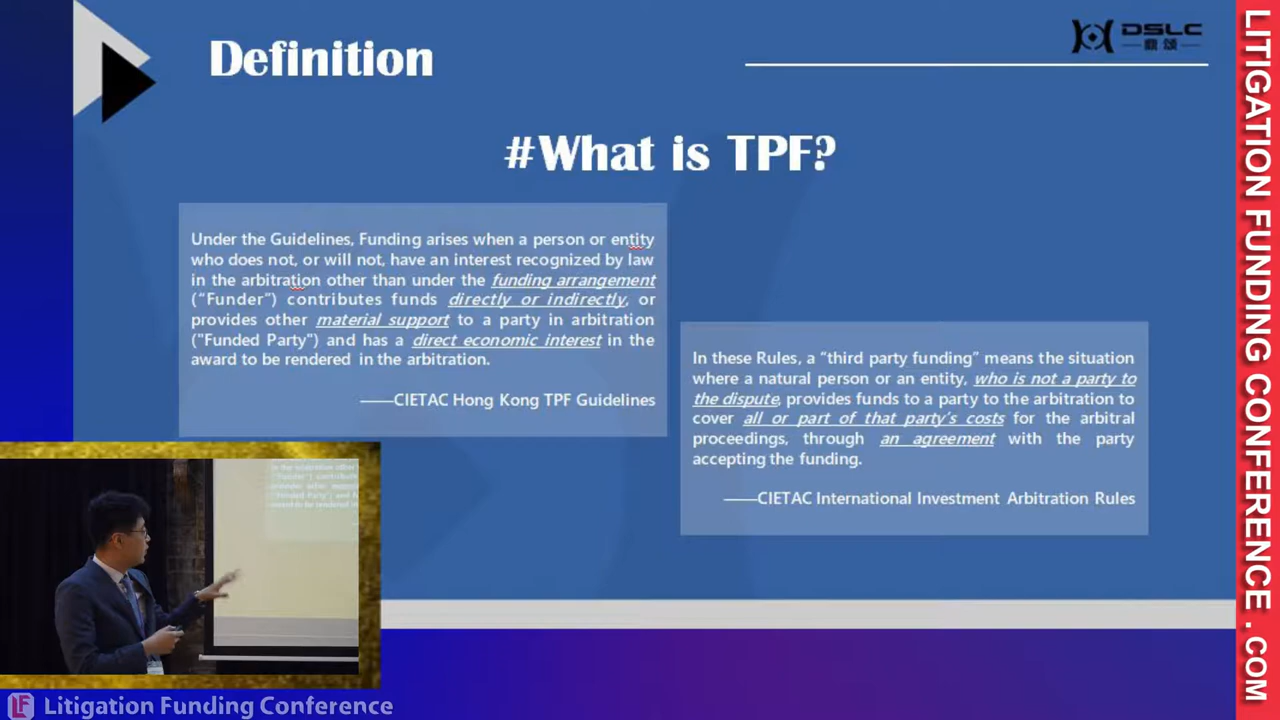 Definition
DSLC
鼎颂
#What is TPF?
Under the Guidelines, Funding arises when a person or entity
who does not, or will not, have an interest recognized by law
in the arbitration other than under the funding arrangement
(“Funder”) contributes funds directly or indirectly, or
provides other material support to a party in arbitration
("Funded Party") and has a direct economic interest in the
award to be rendered in the arbitration.
——CIETAC Hong Kong TPF Guidelines
In these Rules, a “third party funding” means the situation
where a natural person or an entity, who is not a party to
the dispute, provides funds to a party to the arbitration to
cover all or part of that party’s costs for the arbitral
proceedings, through an agreement with the party
accepting the funding.
——CIETAC International Investment Arbitration Rules
LF Litigation Funding Conference
LITIGATION FUNDING CONFERENCE . COM